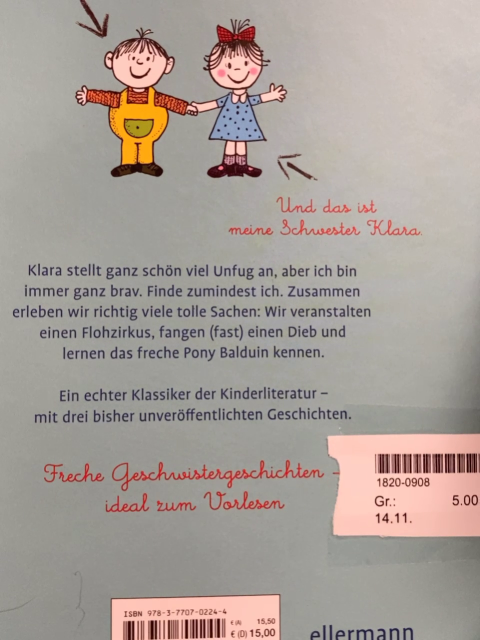 Und das ist
meine Schwester Klara.
Klara stellt ganz schön viel Unfug an, aber ich bin
immer ganz brav. Finde zumindest ich. Zusammen
erleben wir richtig viele tolle Sachen: Wir veranstalten
einen Flohzirkus, fangen (fast) einen Dieb und
lernen das freche Pony Balduin kennen.
Ein echter Klassiker der Kinderliteratur –
mit drei bisher unveröffentlichten Geschichten.
Freche Geschwistergeschichten –
ideal zum Vorlesen
1820-0908
Gr.: 5.00
14.11.
ISBN 978-3-7707-0224-4
€ (A) 15,50
€ (D) 15,00
ellermann